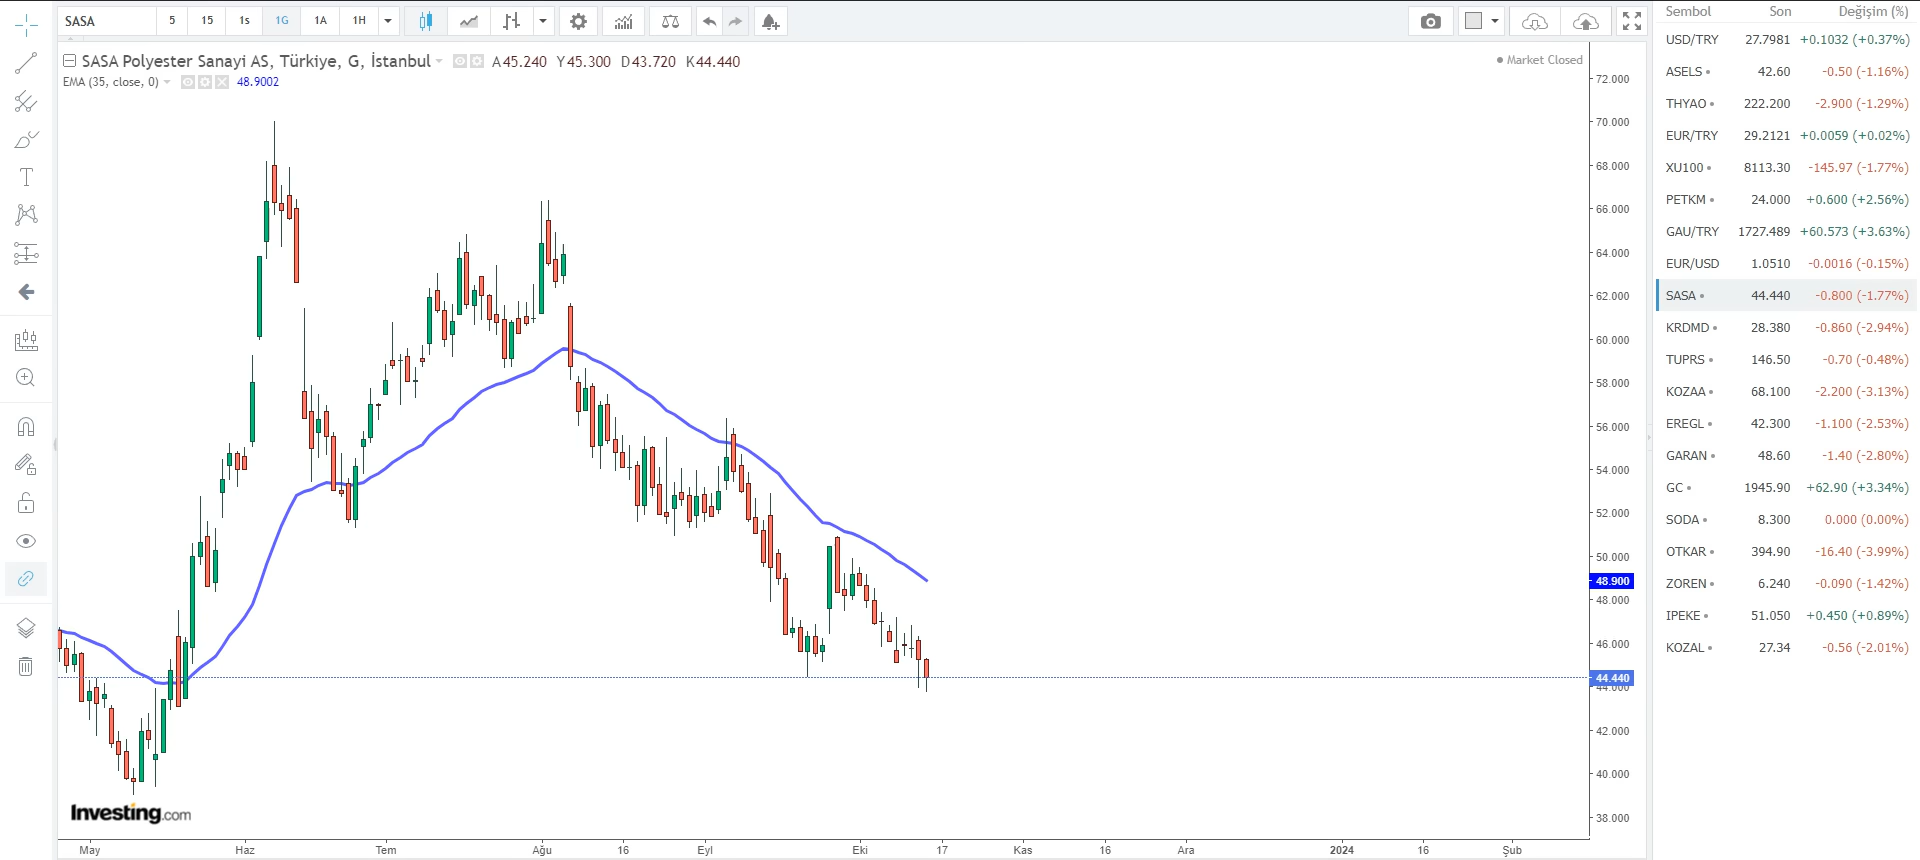 SASA 5 15 1s 1G 1A 1H
SASA Polyester Sanayi AS, Türkiye, G, İstanbul A45.240 Y45.300 D43.720 K44.440
Market Closed
EMA (35, close, 0) 48.9002
72.000
70.000
68.000
66.000
64.000
62.000
60.000
58.000
56.000
54.000
52.000
50.000
48.900
48.000
46.000
44.440
44.000
42.000
40.000
38.000
Investing.com
May Haz Tem Ağu 16 Eyl Eki 17 Kas 16 Ara 2024 16 Şub
Sembol Son Değişim (%)
USD/TRY 27.7981 +0.1032 (+0.37%)
ASELS 42.60 -0.50 (-1.16%)
THYAO 222.200 -2.900 (-1.29%)
EUR/TRY 29.2121 +0.0059 (+0.02%)
XU100 8113.30 -145.97 (-1.77%)
PETKM 24.000 +0.600 (+2.56%)
GAU/TRY 1727.489 +60.573 (+3.63%)
EUR/USD 1.0510 -0.0016 (-0.15%)
SASA 44.440 -0.800 (-1.77%)
KRDMD 28.380 -0.860 (-2.94%)
TUPRS 146.50 -0.70 (-0.48%)
KOZAA 68.100 -2.200 (-3.13%)
EREGL 42.300 -1.100 (-2.53%)
GARAN 48.60 -1.40 (-2.80%)
GC 1945.90 +62.90 (+3.34%)
SODA 8.300 0.000 (0.00%)
OTKAR 394.90 -16.40 (-3.99%)
ZOREN 6.240 -0.090 (-1.42%)
IPEKE 51.050 +0.450 (+0.89%)
KOZAL 27.34 -0.56 (-2.01%)